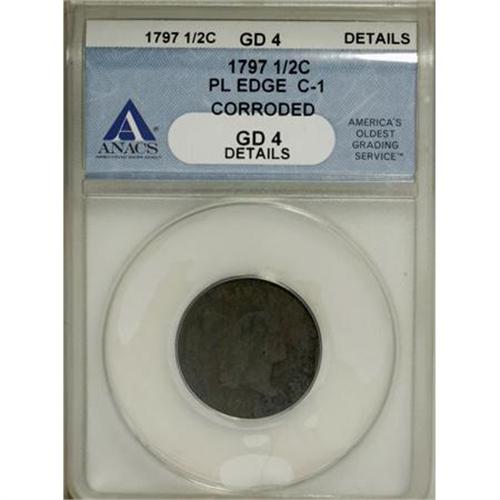 1797 1/2C GD 4 DETAILS
1797 1/2C
PL EDGE C-1
CORRODED
GD 4
DETAILS
ANACS
AMERICA'S
OLDEST
GRADING
SERVICE™